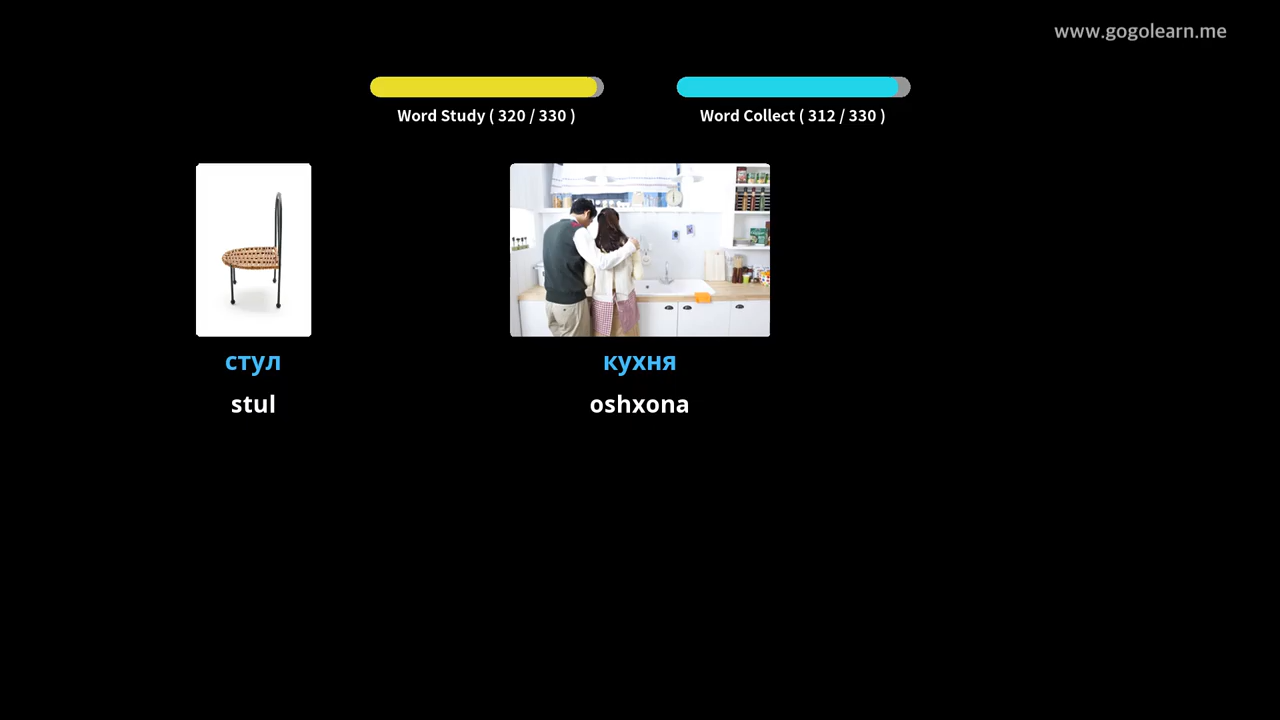 www.gogolearn.me
Word Study ( 320 / 330 )
Word Collect ( 312 / 330 )
стул
кухня
stul
oshxona